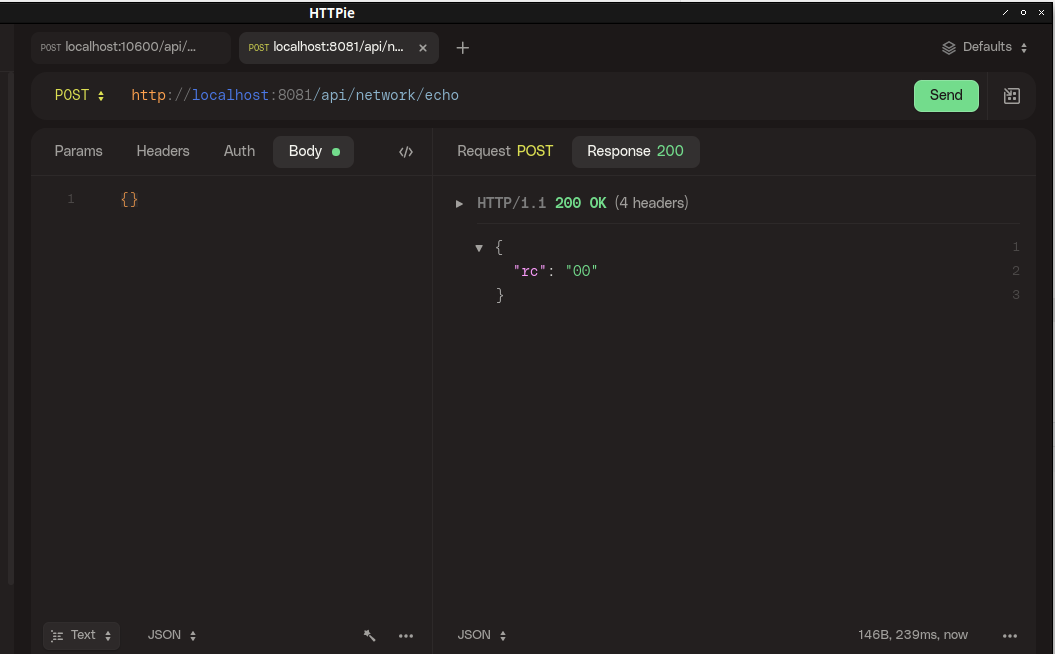 HTTPie
POST localhost:10600/api/...
POST localhost:8081/api/n...
Defaults
POST http://localhost:8081/api/network/echo
Send
Params Headers Auth Body
Request POST Response 200
1 {}
HTTP/1.1 200 OK (4 headers)
{ 1
"rc": "00" 2
} 3
Text JSON
JSON 146B, 239ms, now